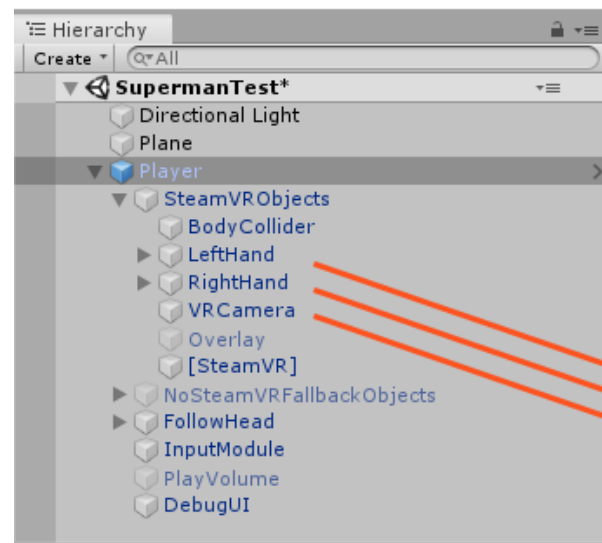 Hierarchy
Create All
SupermanTest*
Directional Light
Plane
Player
SteamVRObjects
BodyCollider
LeftHand
RightHand
VRCamera
Overlay
[SteamVR]
NoSteamVRFallbackObjects
FollowHead
InputModule
PlayVolume
DebugUI